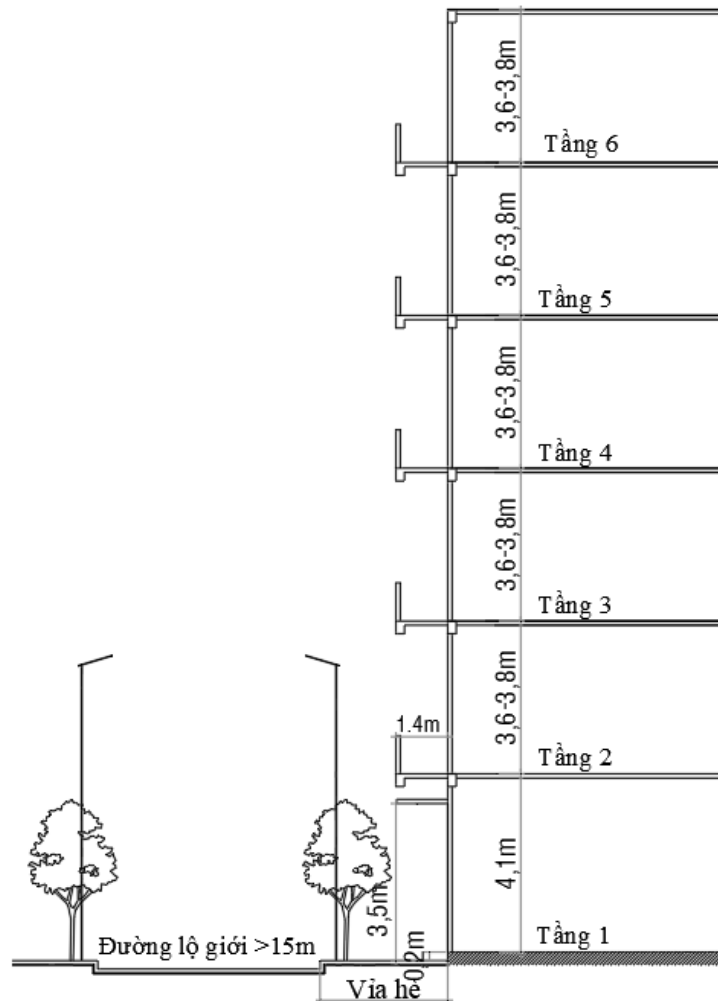 3,6-3,8m
Tầng 6
3,6-3,8m
Tầng 5
3,6-3,8m
Tầng 4
3,6-3,8m
Tầng 3
3,6-3,8m
1.4m
Tầng 2
4,1m
3,5m
Đường lộ giới >15m
0,2m
Tầng 1
Vỉa hè